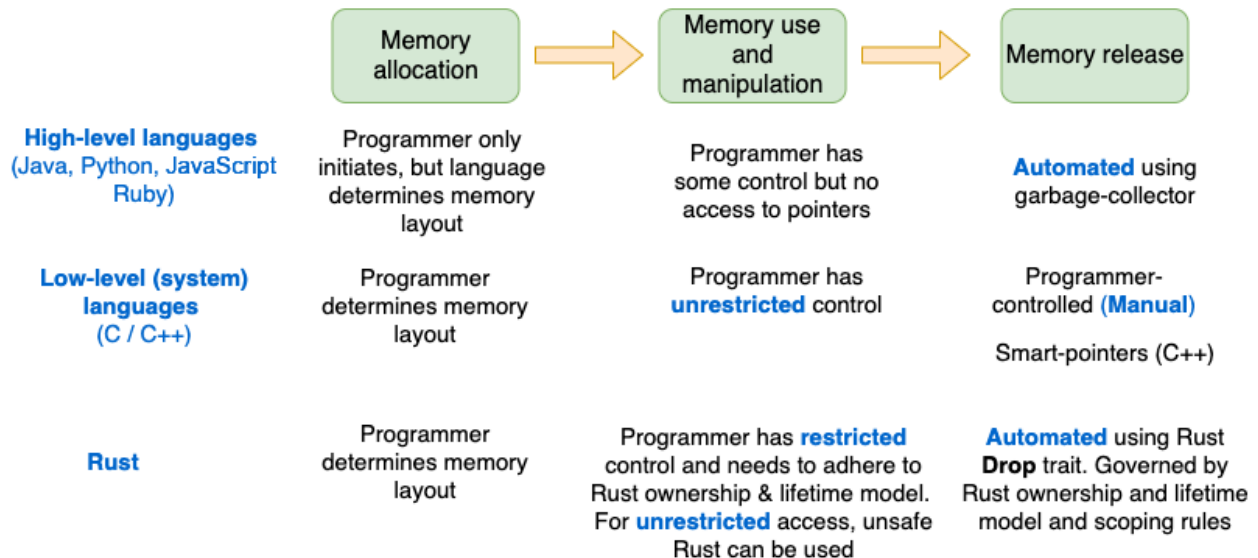 Memory
allocation
Memory use
and
manipulation
Memory release
High-level languages
(Java, Python, JavaScript
Ruby)
Programmer only
initiates, but language
determines memory
layout
Programmer has
some control but no
access to pointers
Automated using
garbage-collector
Low-level (system)
languages
(C / C++)
Programmer
determines memory
layout
Programmer has
unrestricted control
Programmer-
controlled (Manual)
Smart-pointers (C++)
Rust
Programmer
determines memory
layout
Programmer has restricted
control and needs to adhere to
Rust ownership & lifetime model.
For unrestricted access, unsafe
Rust can be used
Automated using Rust
Drop trait. Governed by
Rust ownership and lifetime
model and scoping rules